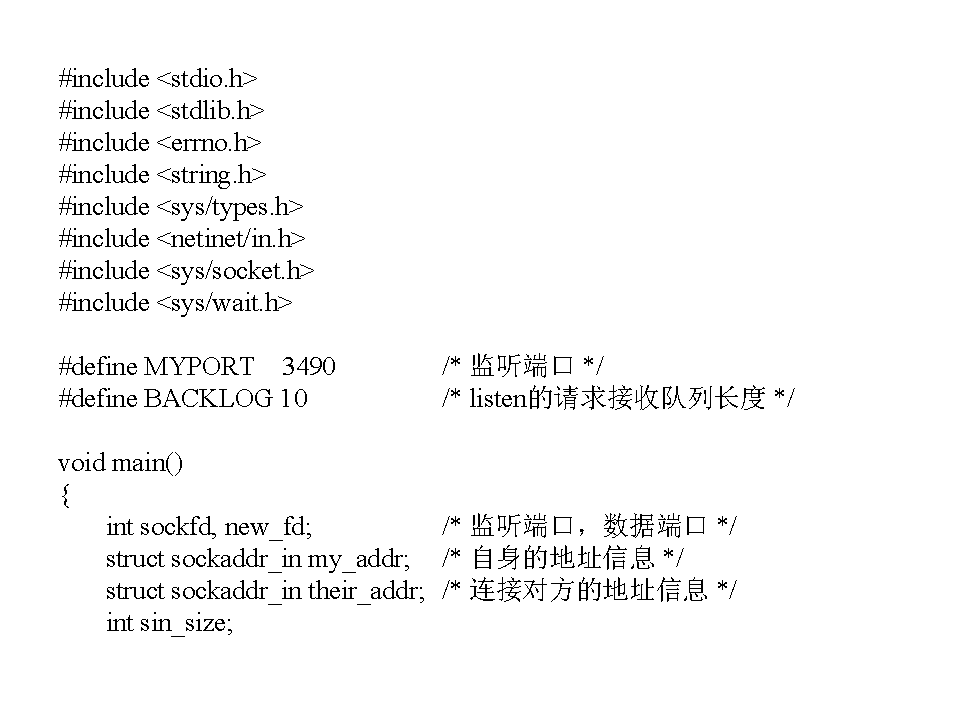 #include <stdio.h>
#include <stdlib.h>
#include <errno.h>
#include <string.h>
#include <sys/types.h>
#include <netinet/in.h>
#include <sys/socket.h>
#include <sys/wait.h>
#define MYPORT 3490 /* 监听端口 */
#define BACKLOG 10 /* listen的请求接收队列长度 */
void main()
{
int sockfd, new_fd; /* 监听端口，数据端口 */
struct sockaddr_in my_addr; /* 自身的地址信息 */
struct sockaddr_in their_addr; /* 连接对方的地址信息 */
int sin_size;